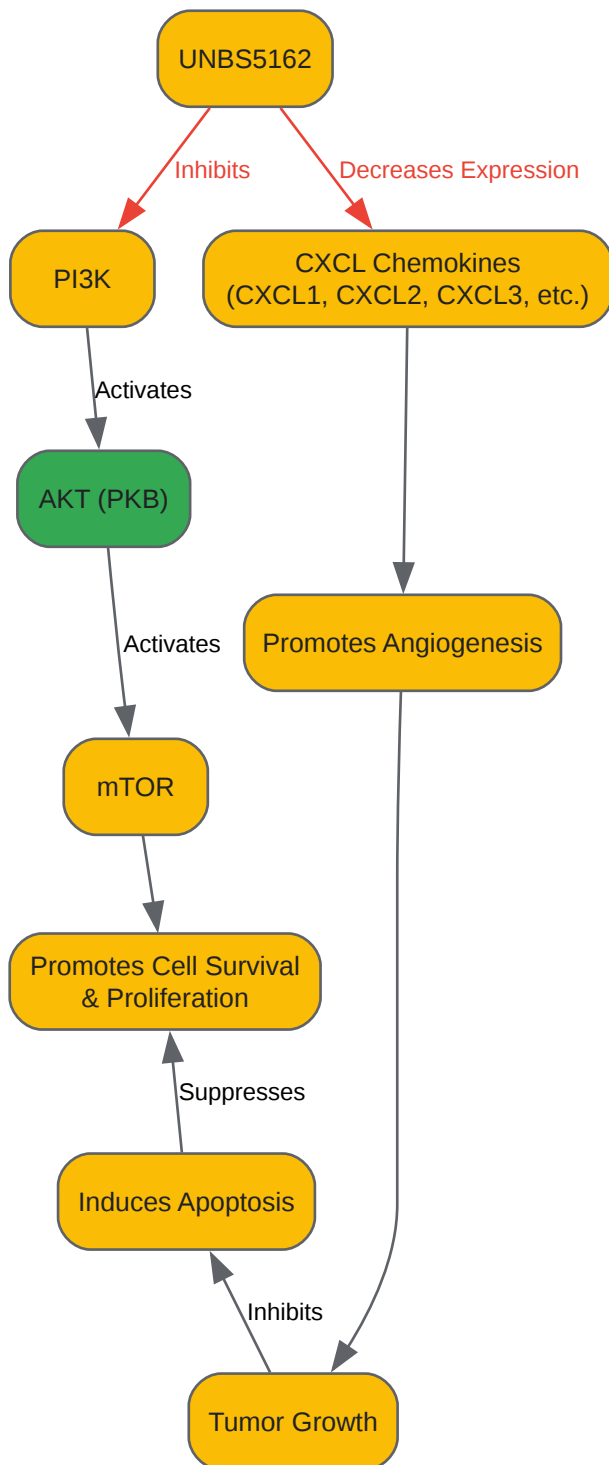 UNBS5162
Inhibits
Decreases Expression
PI3K
CXCL Chemokines
(CXCL1, CXCL2, CXCL3, etc.)
Activates
AKT (PKB)
Activates
Promotes Angiogenesis
mTOR
Promotes Cell Survival
& Proliferation
Suppresses
Induces Apoptosis
Inhibits
Tumor Growth